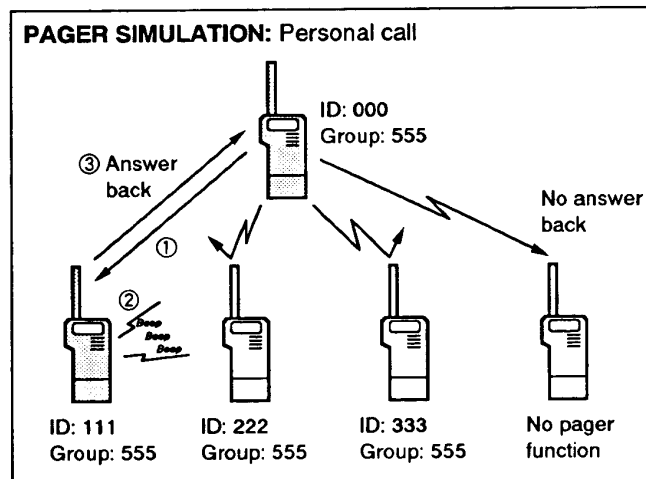 PAGER SIMULATION: Personal call
ID: 000
Group: 555
③ Answer
back
No answer
back
①
②
Beep
Beep
Beep
ID: 111
Group: 555
ID: 222
Group: 555
ID: 333
Group: 555
No pager
function